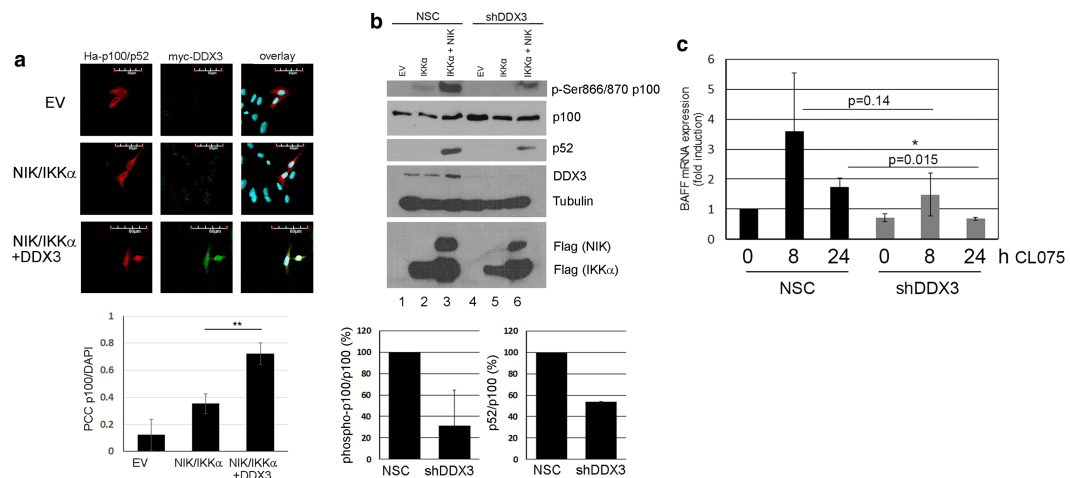 a
Ha-p100/p52 myc-DDX3 overlay
EV
NIK/IKKα
NIK/IKKα
+DDX3
60μm 60μm 60μm
PCC p100/DAPI
1
0.8
0.6
0.4
0.2
0
**
EV NIK/IKKα NIK/IKKα
+DDX3
b
NSC shDDX3
EV IKKα IKKα + NIK EV IKKα IKKα + NIK
p-Ser866/870 p100
p100
p52
DDX3
Tubulin
Flag (NIK)
Flag (IKKα)
1 2 3 4 5 6
phospho-p100/p100 (%)
120
100
80
60
40
20
0
NSC shDDX3
p52/p100 (%)
120
100
80
60
40
20
0
NSC shDDX3
c
BAFF mRNA expression
(fold induction)
6
5
4
3
2
1
0
p=0.14
*
p=0.015
0 8 24 0 8 24 h CL075
NSC shDDX3